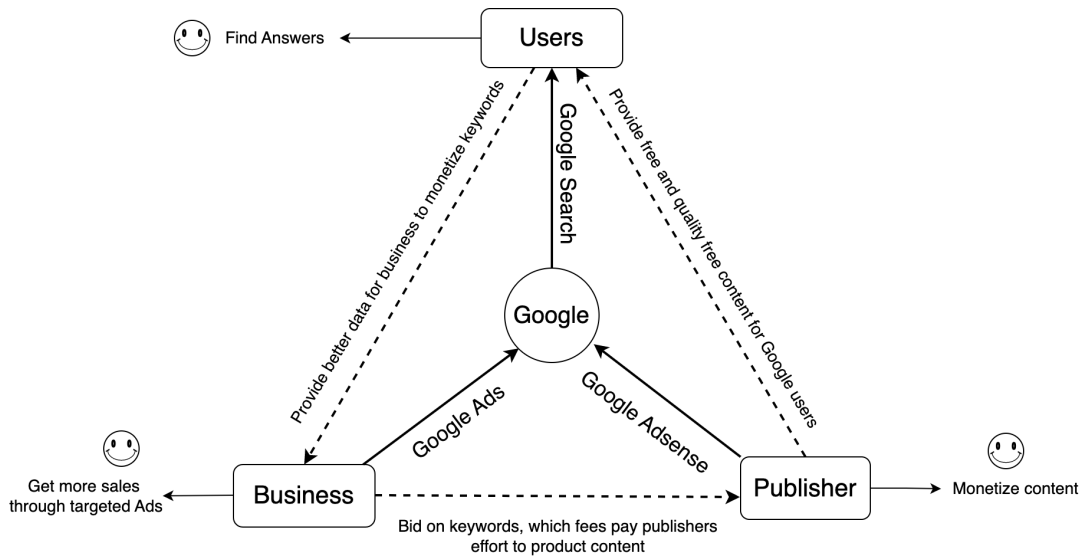 Users
Find Answers
Provide better data for business to monetize keywords
Google Search
Provide free and quality free content for Google users
Google
Google Ads
Google Adsense
Get more sales
through targeted Ads
Business
Publisher
Monetize content
Bid on keywords, which fees pay publishers
effort to product content